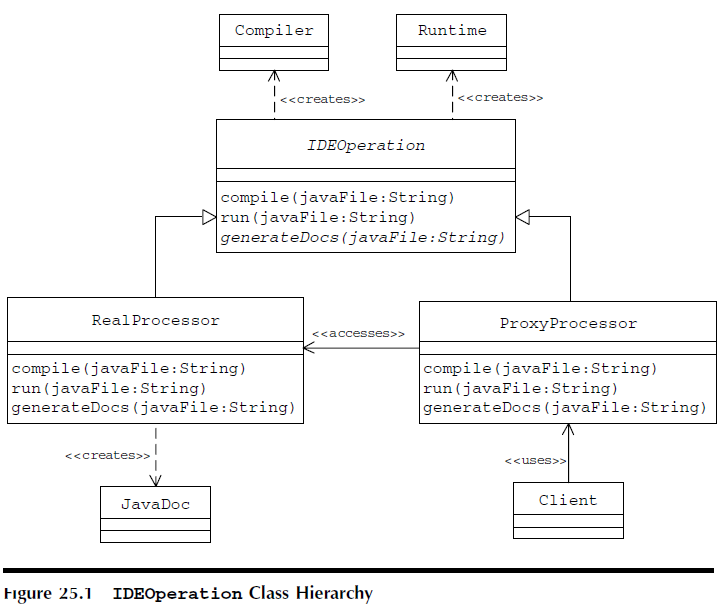 Compiler
Runtime
<<creates>>
<<creates>>
IDEOperation
compile(javaFile:String)
run(javaFile:String)
generateDocs(javaFile:String)
RealProcessor
<<accesses>>
ProxyProcessor
compile(javaFile:String)
run(javaFile:String)
generateDocs(javaFile:String)
compile(javaFile:String)
run(javaFile:String)
generateDocs(javaFile:String)
<<creates>>
<<uses>>
JavaDoc
Client
Figure 25.1 IDEOperation Class Hierarchy